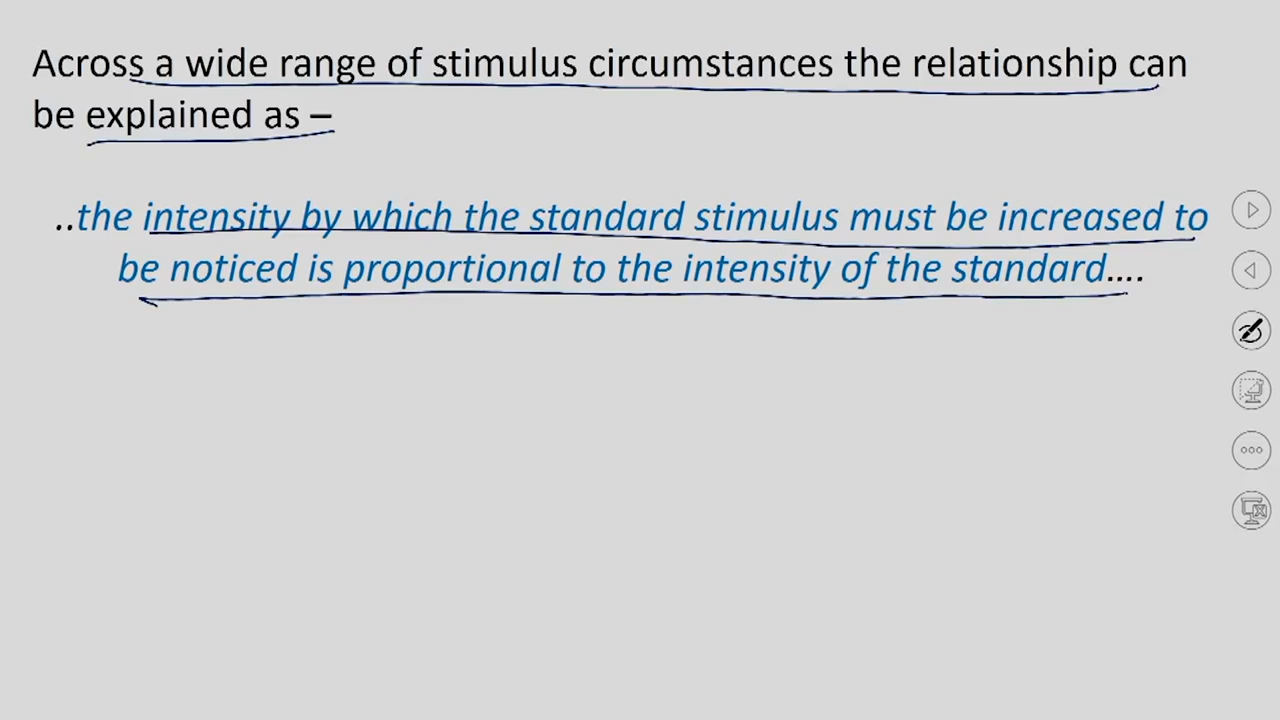 Across a wide range of stimulus circumstances the relationship can
be explained as –
..the intensity by which the standard stimulus must be increased to
be noticed is proportional to the intensity of the standard....